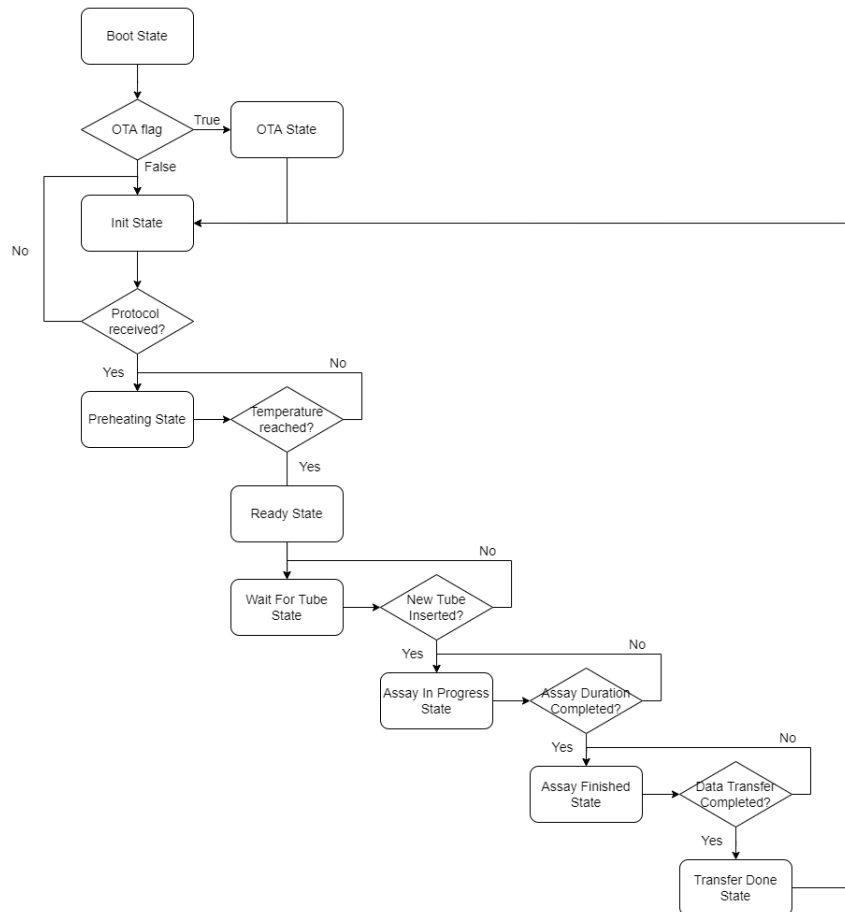 Boot State
OTA flag
True
OTA State
False
Init State
No
Protocol
received?
Yes
No
Preheating State
Temperature
reached?
Yes
Ready State
No
Wait For Tube
State
New Tube
Inserted?
Yes
No
Assay In Progress
State
Assay Duration
Completed?
Yes
No
Assay Finished
State
Data Transfer
Completed?
Yes
Transfer Done
State